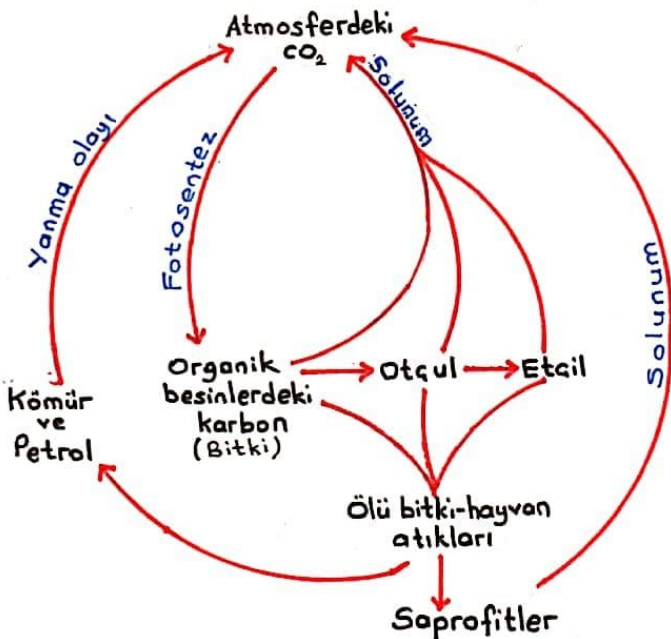 Atmosferdeki
CO₂
Solunum
Yanma olayı
Fotosentez
Solunum
Organik
besinlerdeki
karbon
(Bitki)
Otçul
Etçil
Kömür
ve
Petrol
Ölü bitki-hayvan
atıkları
Saprofitler